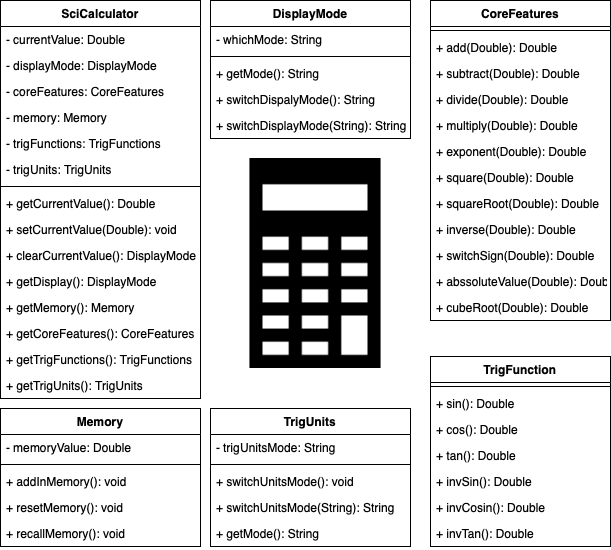 SciCalculator
- currentValue: Double
- displayMode: DisplayMode
- coreFeatures: CoreFeatures
- memory: Memory
- trigFunctions: TrigFunctions
- trigUnits: TrigUnits
+ getCurrentValue(): Double
+ setCurrentValue(Double): void
+ clearCurrentValue(): DisplayMode
+ getDisplay(): DisplayMode
+ getMemory(): Memory
+ getCoreFeatures(): CoreFeatures
+ getTrigFunctions(): TrigFunctions
+ getTrigUnits(): TrigUnits
DisplayMode
- whichMode: String
+ getMode(): String
+ switchDispalyMode(): String
+ switchDisplayMode(String): String
CoreFeatures
+ add(Double): Double
+ subtract(Double): Double
+ divide(Double): Double
+ multiply(Double): Double
+ exponent(Double): Double
+ square(Double): Double
+ squareRoot(Double): Double
+ inverse(Double): Double
+ switchSign(Double): Double
+ abssoluteValue(Double): Doub
+ cubeRoot(Double): Double
Memory
- memoryValue: Double
+ addInMemory(): void
+ resetMemory(): void
+ recallMemory(): void
TrigUnits
- trigUnitsMode: String
+ switchUnitsMode(): void
+ switchUnitsMode(String): String
+ getMode(): String
TrigFunction
+ sin(): Double
+ cos(): Double
+ tan(): Double
+ invSin(): Double
+ invCosin(): Double
+ invTan(): Double